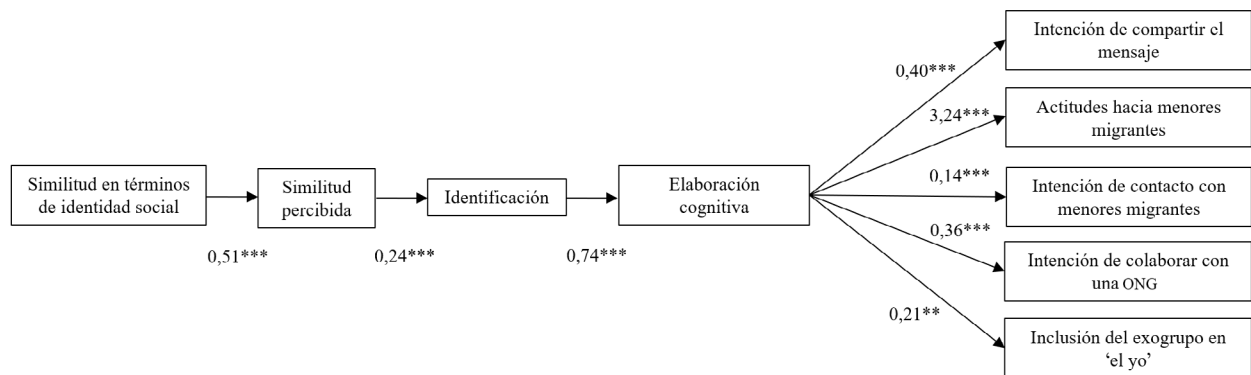 Similitud en términos
de identidad social
0,51***
Similitud
percibida
0,24***
Identificación
0,74***
Elaboración
cognitiva
0,40***
Intención de compartir el
mensaje
3,24***
Actitudes hacia menores
migrantes
0,14***
Intención de contacto con
menores migrantes
0,36***
Intención de colaborar con
una ONG
0,21**
Inclusión del exogrupo en
‘el yo’